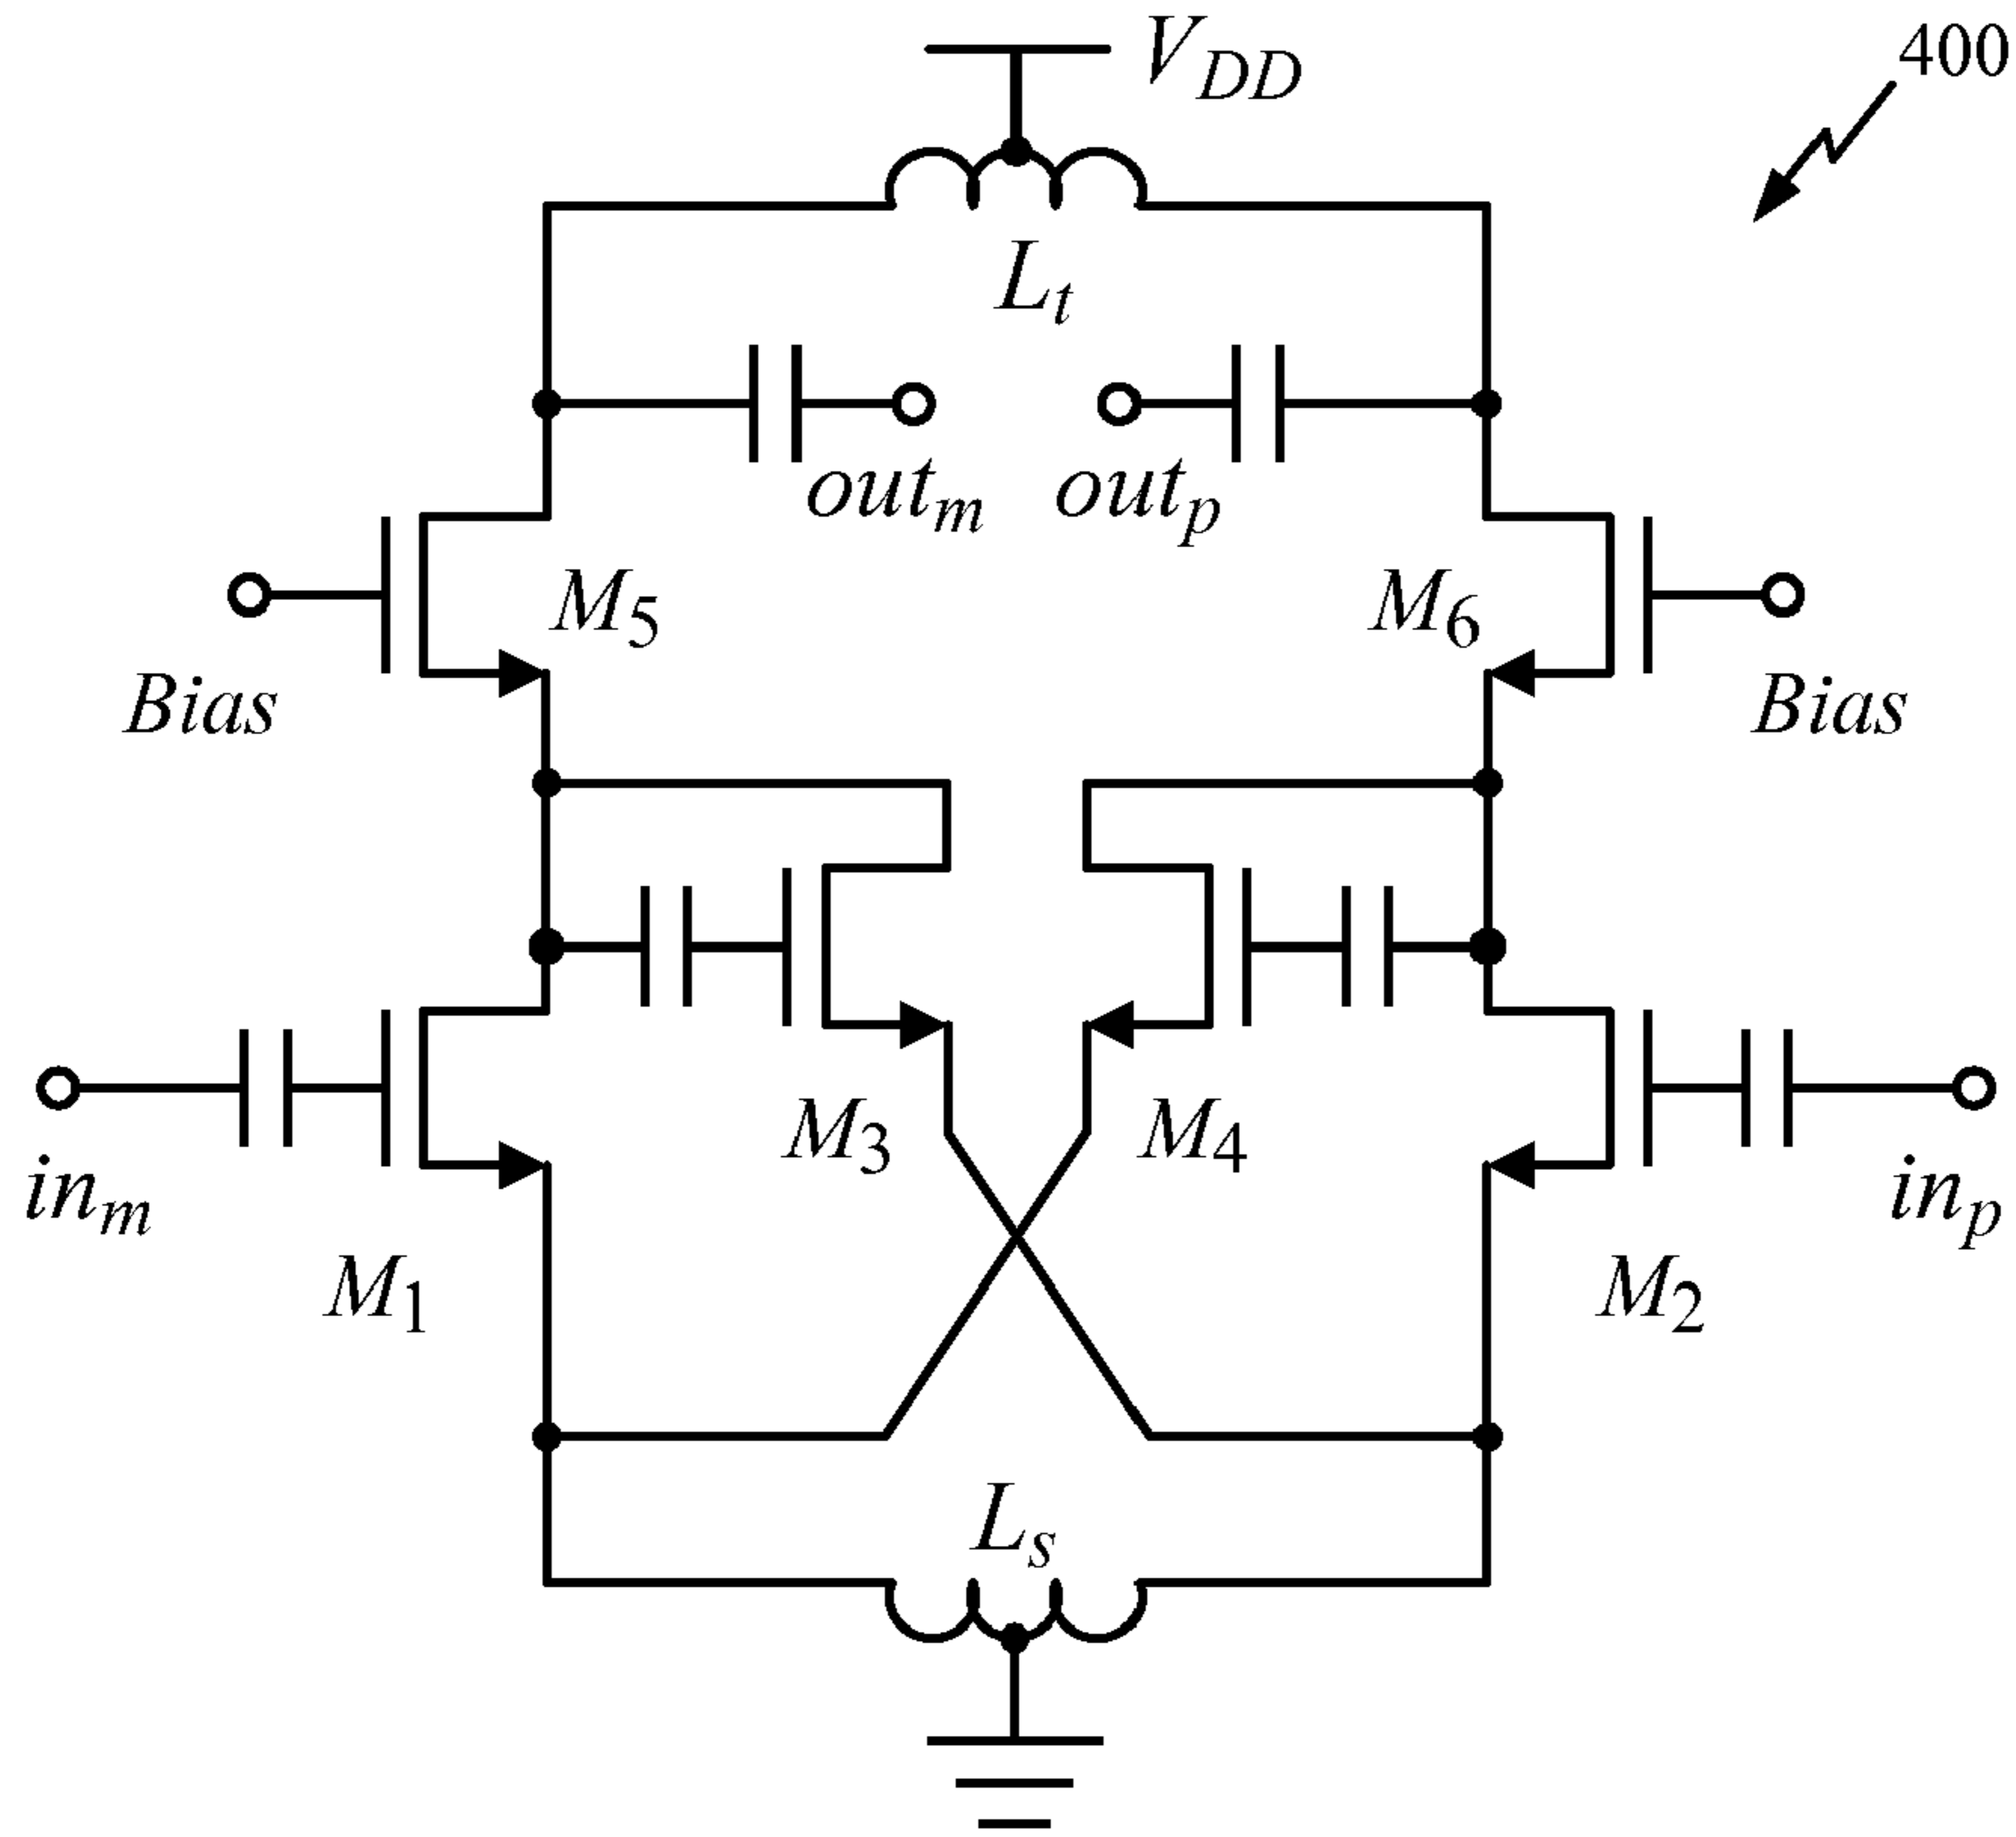 V_DD
400
L_t
out_m
out_p
M_5
M_6
Bias
Bias
M_3
M_4
in_m
in_p
M_1
M_2
L_s